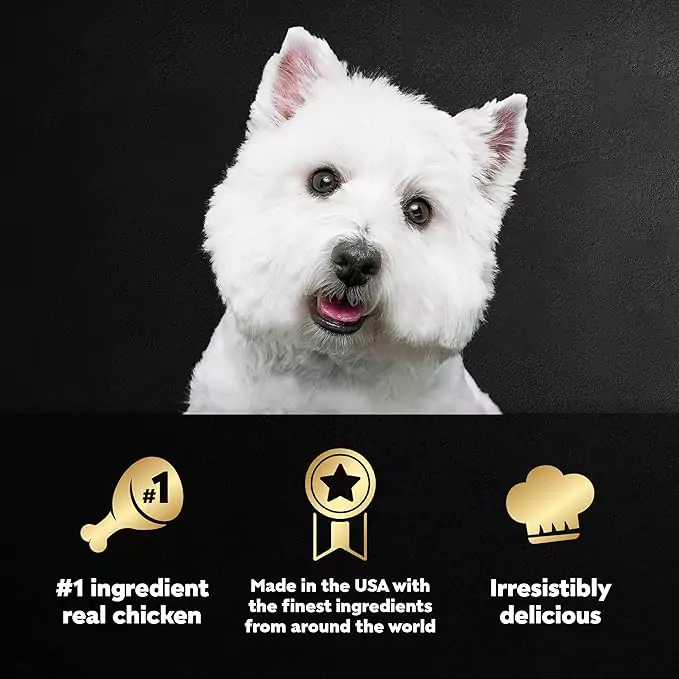 #1
#1 ingredient
real chicken
Made in the USA with
the finest ingredients
from around the world
Irresistibly
delicious